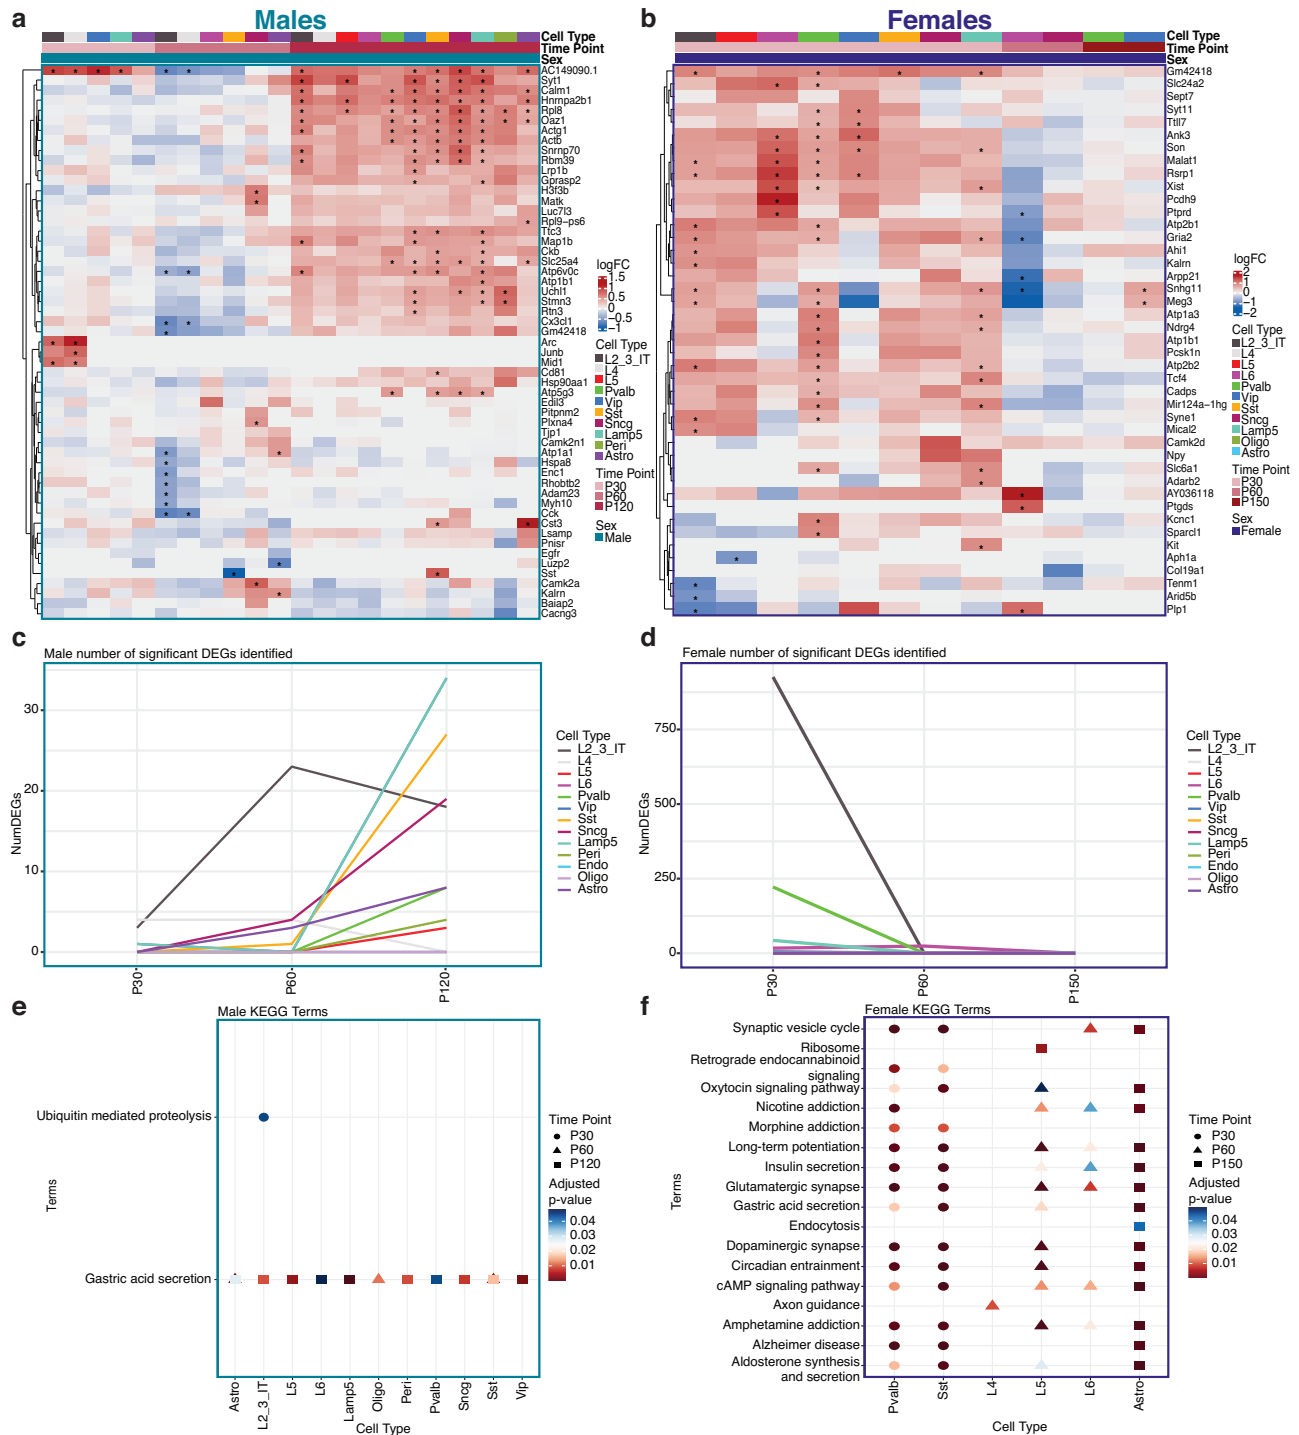 a
Males
Cell Type
Time Point
Sex
AC149090.1
Syt1
Calm1
Hnrnpa2b1
Rpl8
Oaz1
Actg1
Actb
Snrnp70
Rbm39
Lrp1b
Gprasp2
H3f3b
Matk
Luc7l3
Rpl9-ps6
Ttc3
Map1b
Ckb
Slc25a4
Atp6v0c
Atp1b1
Uchl1
Stmn3
Rtn3
Cx3cl1
Gm42418
Arc
Junb
Mid1
Cd81
Hsp90aa1
Atp5g3
Edil3
Pitpnm2
Plxna4
Tjp1
Camk2n1
Atp1a1
Hspa8
Enc1
Rhobtb2
Adam23
Myh10
Cck
Cst3
Lsamp
Pnisr
Egfr
Luzp2
Sst
Camk2a
Kalrn
Baiap2
Cacng3
logFC
1.5
1
0.5
0
-0.5
-1
Cell Type
L2_3_IT
L4
L5
Pvalb
Vip
Sst
Sncg
Lamp5
Peri
Astro
Time Point
P30
P60
P120
Sex
Male
b
Females
Cell Type
Time Point
Sex
Gm42418
Slc24a2
Sept7
Syt11
Ttll7
Ank3
Son
Malat1
Rsrp1
Xist
Pcdh9
Ptprd
Atp2b1
Gria2
Ahi1
Kalrn
Arpp21
Snhg11
Meg3
Atp1a3
Ndrg4
Atp1b1
Pcsk1n
Atp2b2
Tcf4
Cadps
Mir124a-1hg
Syne1
Mical2
Camk2d
Npy
Slc6a1
Adarb2
AY036118
Ptgds
Kcnc1
Sparcl1
Kit
Aph1a
Col19a1
Tenm1
Arid5b
Plp1
logFC
2
1
0
-1
-2
Cell Type
L2_3_IT
L4
L5
L6
Pvalb
Vip
Sst
Sncg
Lamp5
Oligo
Astro
Time Point
P30
P60
P150
Sex
Female
c
Male number of significant DEGs identified
NumDEGs
30
20
10
0
P30
P60
P120
Cell Type
L2_3_IT
L4
L5
L6
Pvalb
Vip
Sst
Sncg
Lamp5
Peri
Endo
Oligo
Astro
d
Female number of significant DEGs identified
NumDEGs
750
500
250
0
P30
P60
P150
Cell Type
L2_3_IT
L4
L5
L6
Pvalb
Vip
Sst
Sncg
Lamp5
Peri
Endo
Oligo
Astro
e
Male KEGG Terms
Terms
Ubiquitin mediated proteolysis
Gastric acid secretion
Astro
L2_3_IT
L5
L6
Lamp5
Oligo
Peri
Pvalb
Sncg
Sst
Vip
Cell Type
Time Point
P30
P60
P120
Adjusted
p-value
0.04
0.03
0.02
0.01
f
Female KEGG Terms
Terms
Synaptic vesicle cycle
Ribosome
Retrograde endocannabinoid
signaling
Oxytocin signaling pathway
Nicotine addiction
Morphine addiction
Long-term potentiation
Insulin secretion
Glutamatergic synapse
Gastric acid secretion
Endocytosis
Dopaminergic synapse
Circadian entrainment
cAMP signaling pathway
Axon guidance
Amphetamine addiction
Alzheimer disease
Aldosterone synthesis
and secretion
Pvalb
Sst
L4
L5
L6
Astro
Cell Type
Time Point
P30
P60
P150
Adjusted
p-value
0.04
0.03
0.02
0.01